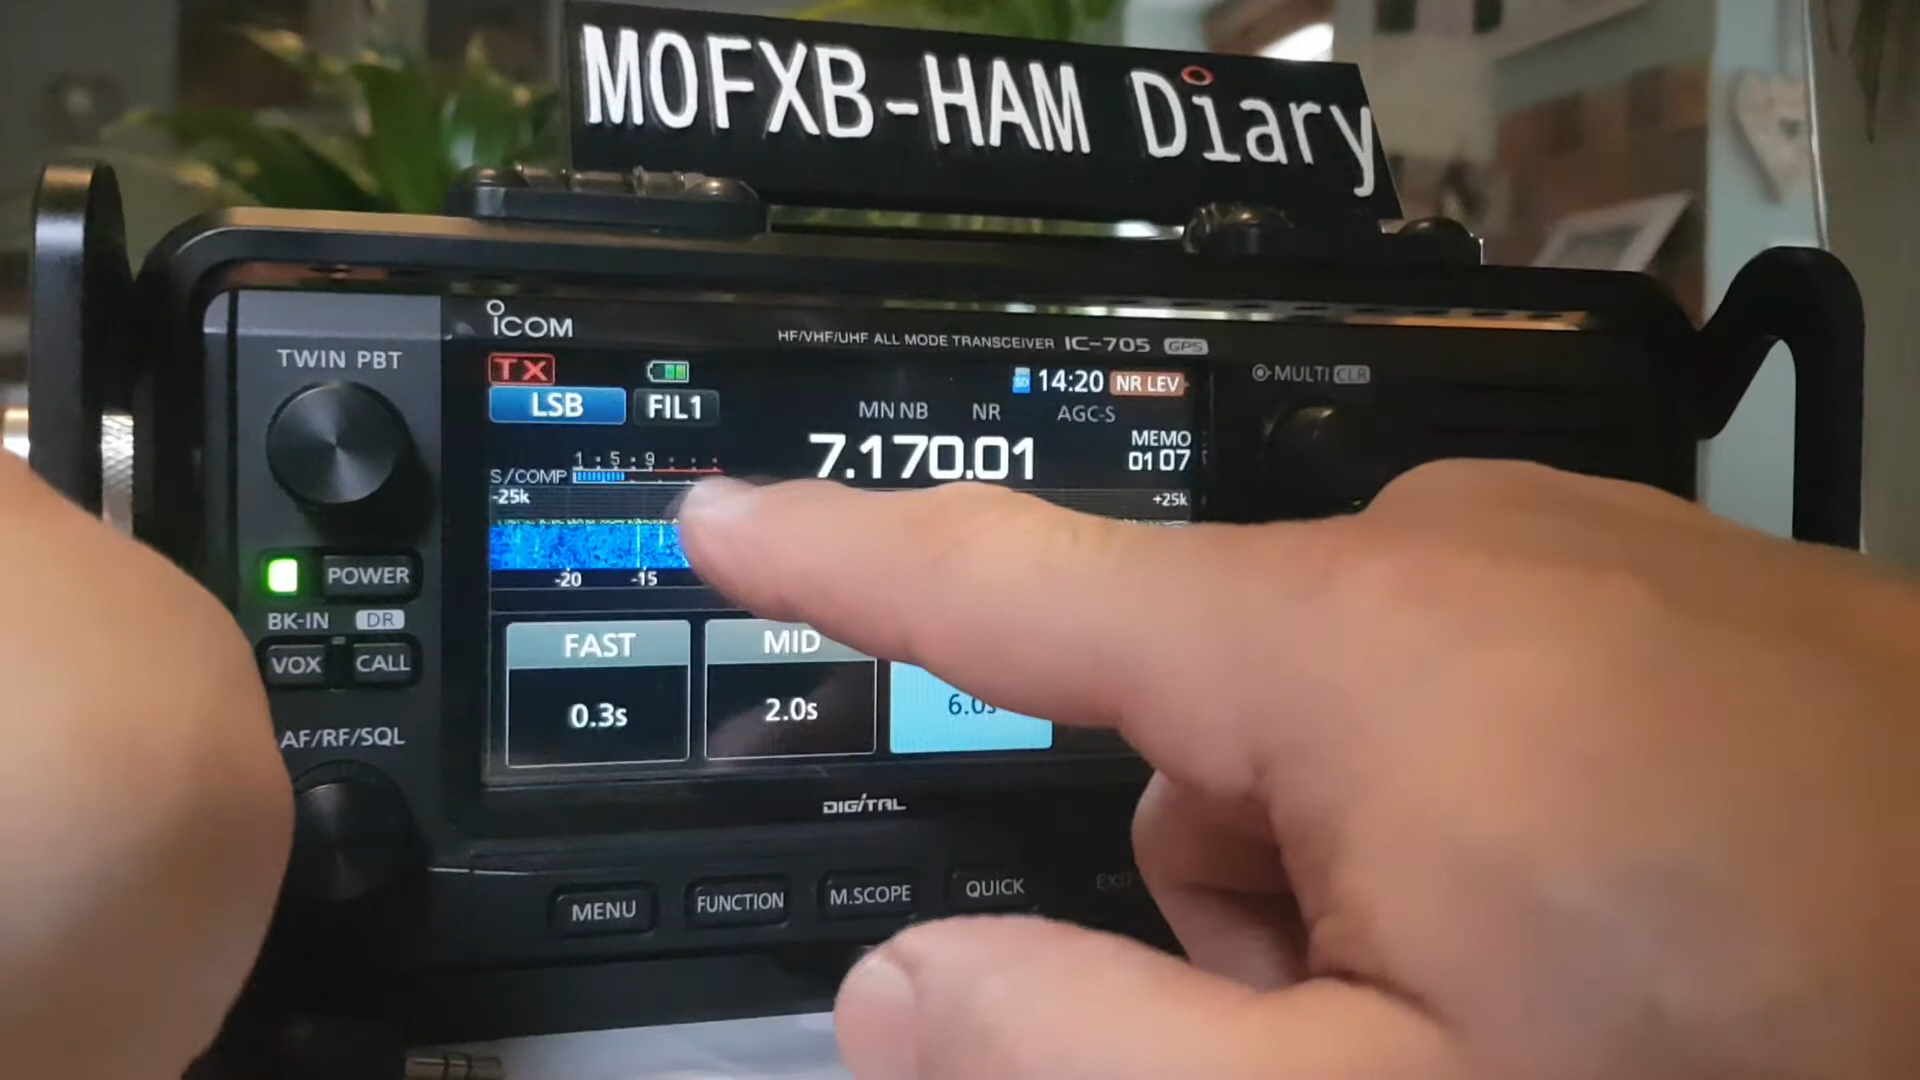 M0FXB-HAM Diary
ICOM
HF/VHF/UHF ALL MODE TRANSCEIVER IC-705 GPS
TWIN PBT
MULTI CLR
TX
14:20 NR LEV
LSB FIL1
MN NB NR AGC-S
7.170.01
MEMO
01 07
1 5 9
S/COMP
-25k +25k
-20 -15
POWER
BK-IN DR
VOX CALL
FAST MID
0.3s 2.0s 6.0s
AF/RF/SQL
DIGITAL
MENU FUNCTION M.SCOPE QUICK EXIT